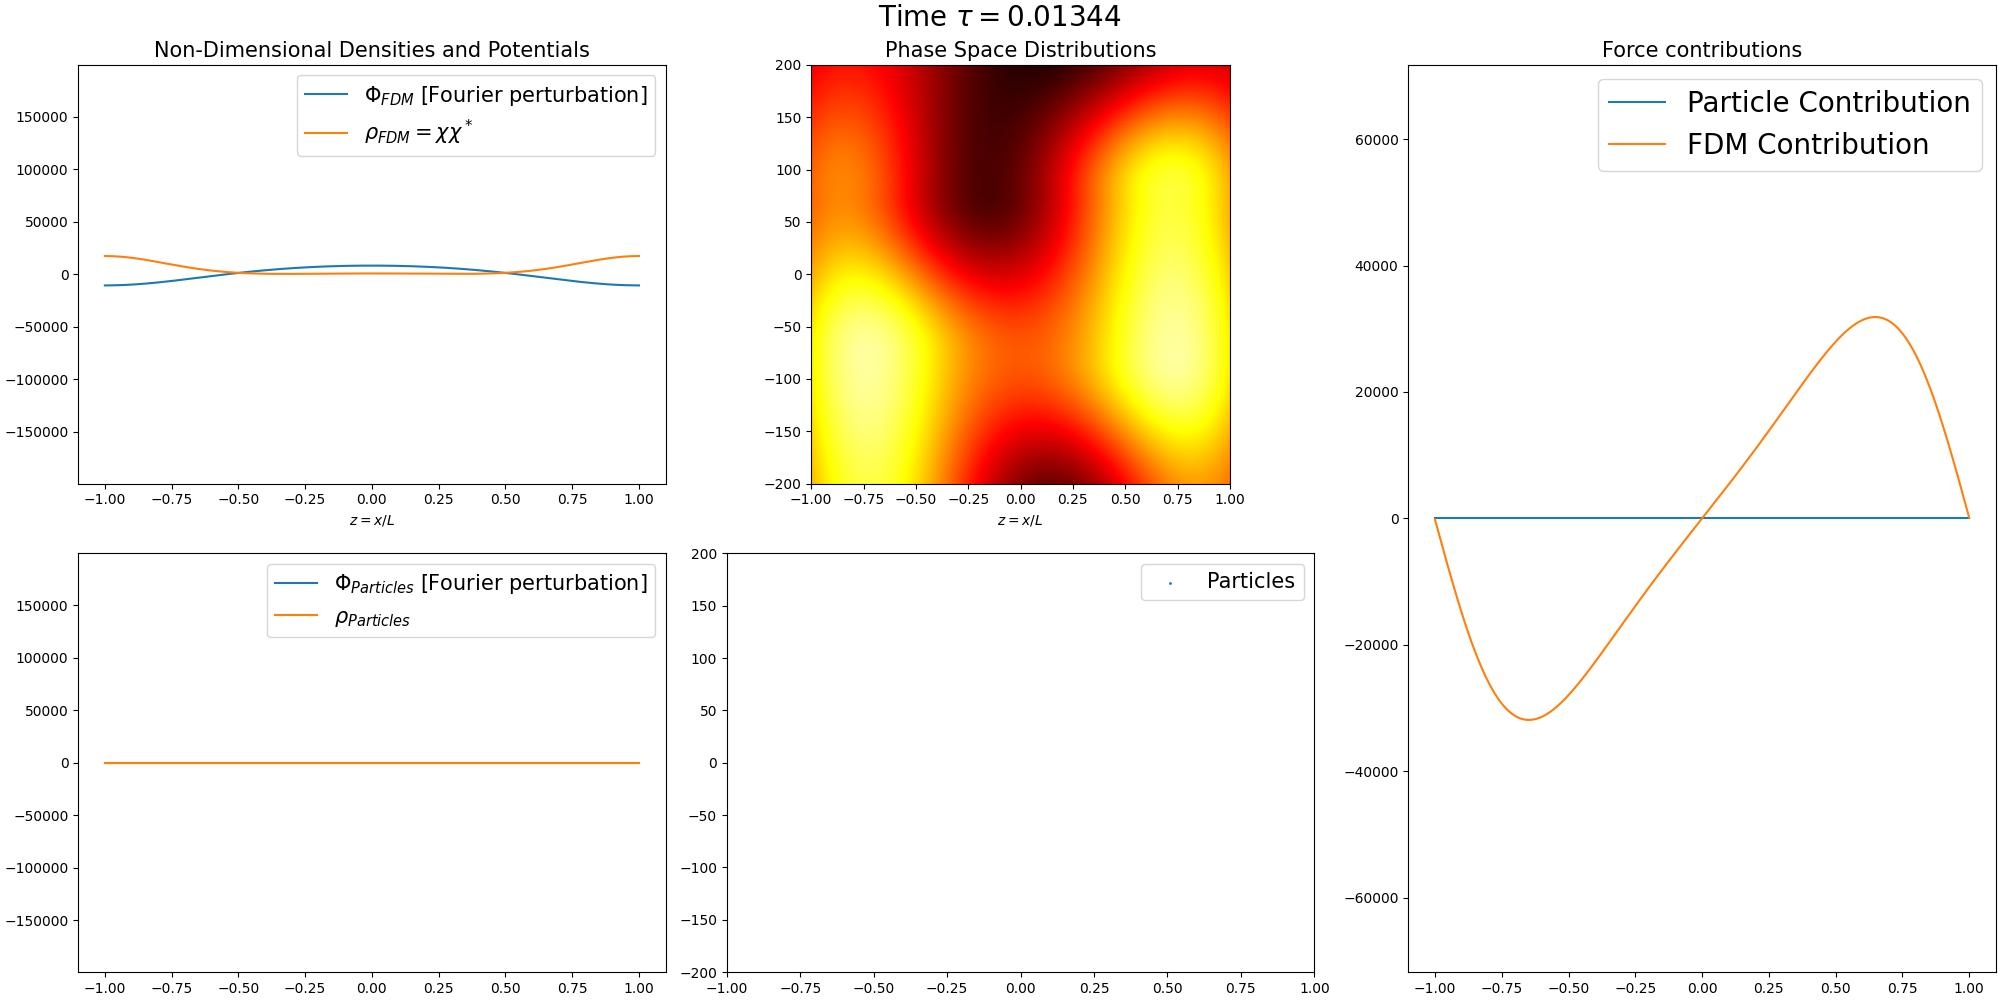 Time τ = 0.01344
Non-Dimensional Densities and Potentials
Φ_FDM [Fourier perturbation]
ρ_FDM = χχ*
150000
100000
50000
0
−50000
−100000
−150000
−1.00 −0.75 −0.50 −0.25 0.00 0.25 0.50 0.75 1.00
z = x/L
Phase Space Distributions
200
150
100
50
0
−50
−100
−150
−200
−1.00 −0.75 −0.50 −0.25 0.00 0.25 0.50 0.75 1.00
z = x/L
Force contributions
Particle Contribution
FDM Contribution
60000
40000
20000
0
−20000
−40000
−60000
−1.00 −0.75 −0.50 −0.25 0.00 0.25 0.50 0.75 1.00
Φ_Particles [Fourier perturbation]
ρ_Particles
150000
100000
50000
0
−50000
−100000
−150000
−1.00 −0.75 −0.50 −0.25 0.00 0.25 0.50 0.75 1.00
Particles
200
150
100
50
0
−50
−100
−150
−200
−1.00 −0.75 −0.50 −0.25 0.00 0.25 0.50 0.75 1.00